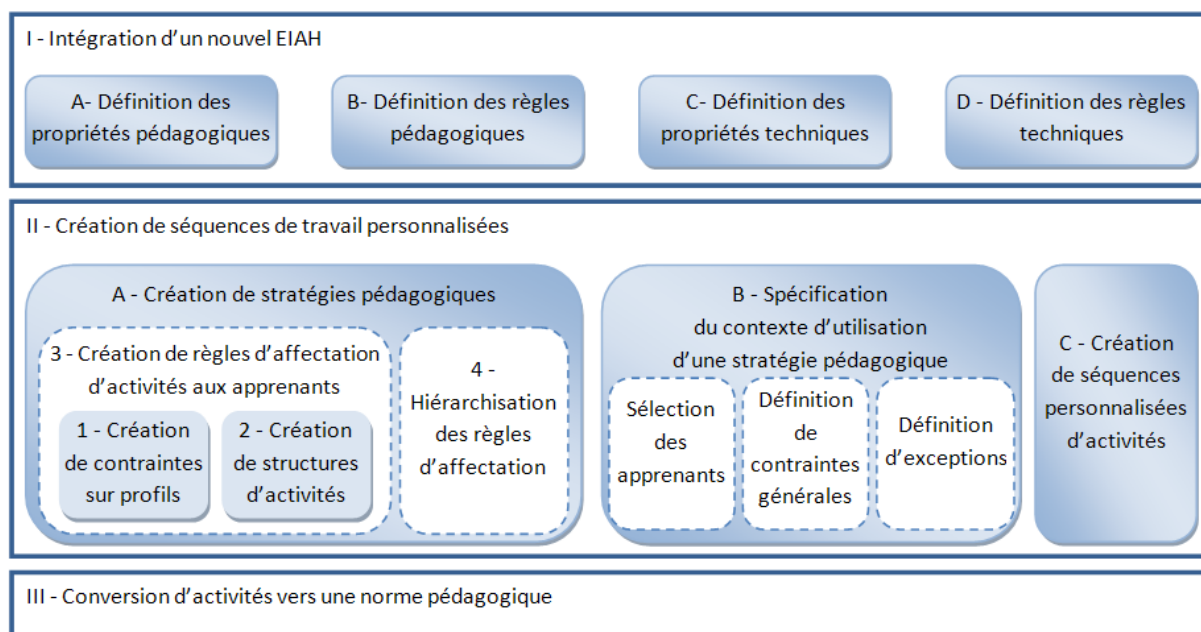 I - Intégration d'un nouvel EIAH
A- Définition des
propriétés pédagogiques
B- Définition des règles
pédagogiques
C- Définition des
propriétés techniques
D - Définition des règles
techniques
II - Création de séquences de travail personnalisées
A - Création de stratégies pédagogiques
3 - Création de règles d'affectation
d'activités aux apprenants
1 - Création
de contraintes
sur profils
2 - Création
de structures
d'activités
4 -
Hiérarchisation
des règles
d'affectation
B - Spécification
du contexte d'utilisation
d'une stratégie pédagogique
Sélection
des
apprenants
Définition
de
contraintes
générales
Définition
d'exceptions
C - Création
de séquences
personnalisées
d'activités
III - Conversion d'activités vers une norme pédagogique